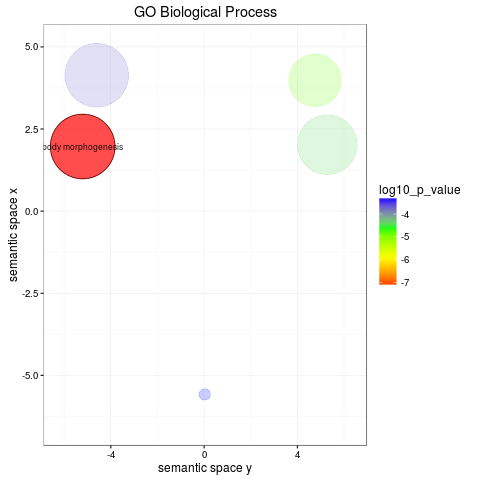 GO Biological Process
5.0
2.5
0.0
-2.5
-5.0
semantic space x
body morphogenesis
-4
0
4
semantic space y
log10_p_value
-4
-5
-6
-7